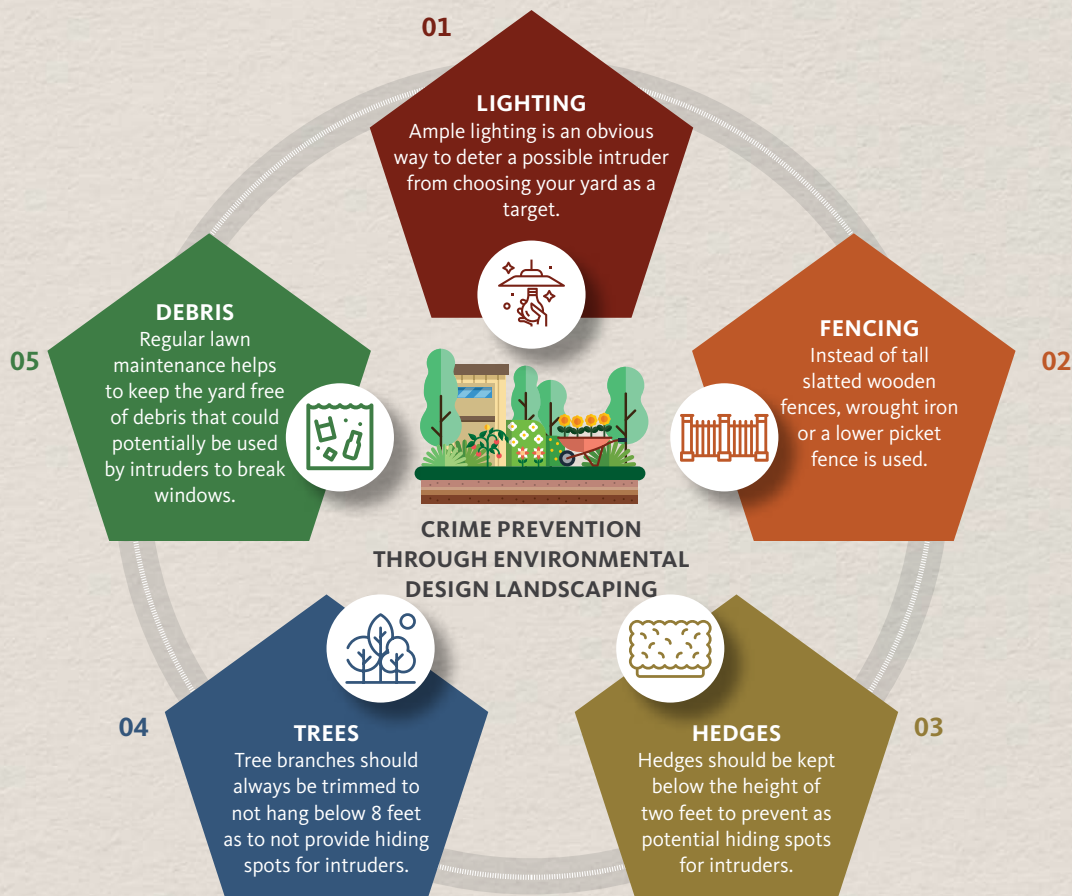 01
LIGHTING
Ample lighting is an obvious
way to deter a possible intruder
from choosing your yard as a
target.
02
FENCING
Instead of tall
slatted wooden
fences, wrought iron
or a lower picket
fence is used.
03
HEDGES
Hedges should be kept
below the height of
two feet to prevent as
potential hiding spots
for intruders.
04
TREES
Tree branches should
always be trimmed to
not hang below 8 feet
as to not provide hiding
spots for intruders.
05
DEBRIS
Regular lawn
maintenance helps
to keep the yard free
of debris that could
potentially be used
by intruders to break
windows.
CRIME PREVENTION
THROUGH ENVIRONMENTAL
DESIGN LANDSCAPING